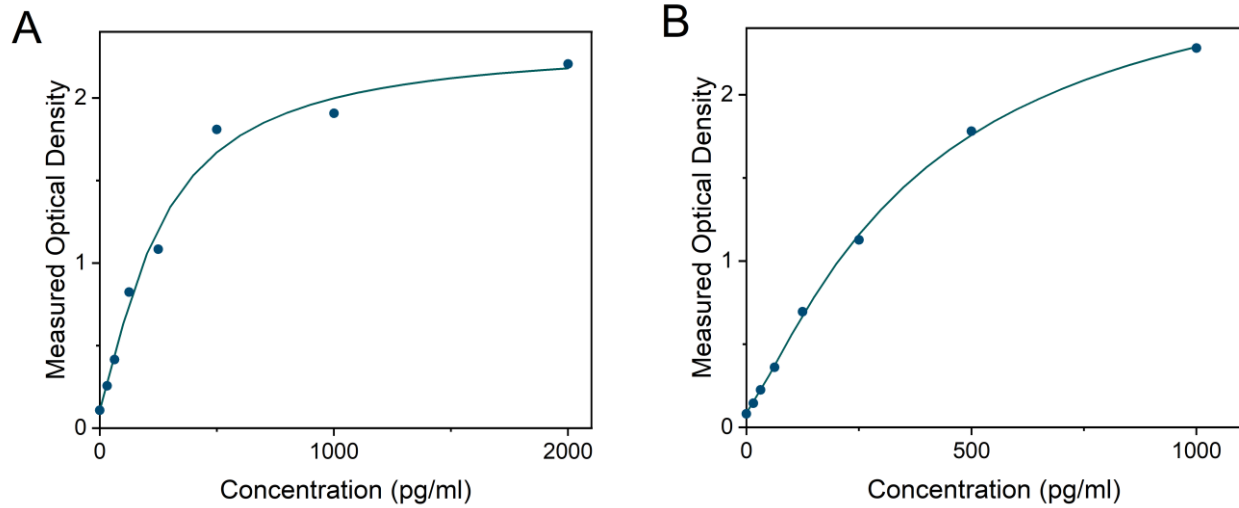 A
Measured Optical Density
2
1
0
0
1000
2000
Concentration (pg/ml)
B
Measured Optical Density
2
1
0
0
500
1000
Concentration (pg/ml)